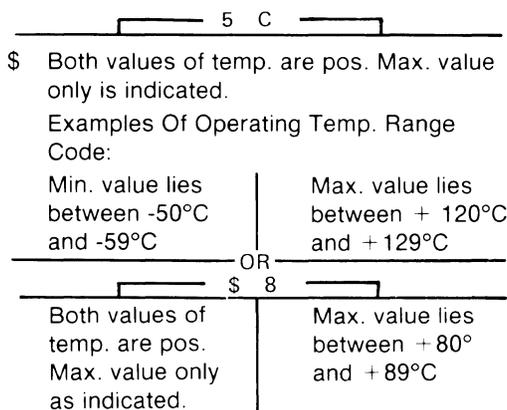 5 C
$ Both values of temp. are pos. Max. value
only is indicated.
Examples Of Operating Temp. Range
Code:
Min. value lies
between -50°C
and -59°C
Max. value lies
between + 120°C
and +129°C
OR
$ 8
Both values of
temp. are pos.
Max. value only
as indicated.
Max. value lies
between +80°
and +89°C